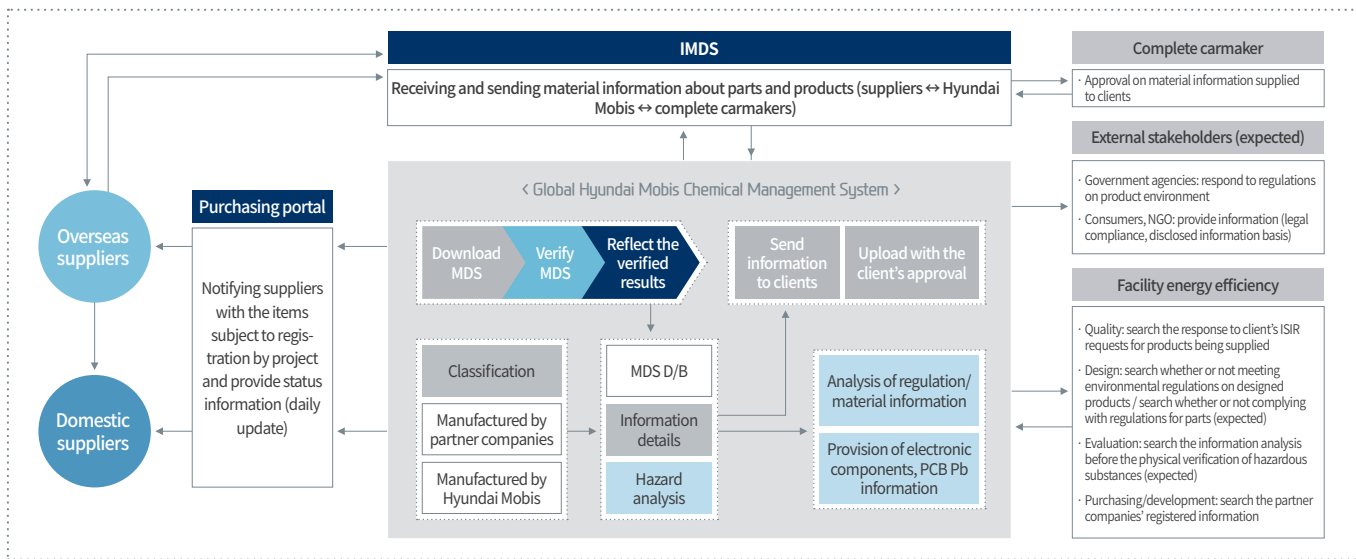 IMDS
Receiving and sending material information about parts and products (suppliers ↔ Hyundai
Mobis ↔ complete carmakers)
Complete carmaker
· Approval on material information supplied
to clients
External stakeholders (expected)
· Government agencies: respond to regulations
on product environment
· Consumers, NGO: provide information (legal
compliance, disclosed information basis)
Facility energy efficiency
· Quality: search the response to client's ISIR
requests for products being supplied
· Design: search whether or not meeting
environmental regulations on designed
products / search whether or not complying
with regulations for parts (expected)
· Evaluation: search the information analysis
before the physical verification of hazardous
substances (expected)
· Purchasing/development: search the partner
companies' registered information
Overseas
suppliers
Domestic
suppliers
Purchasing portal
Notifying suppliers
with the items
subject to regis-
tration by project
and provide status
information (daily
update)
< Global Hyundai Mobis Chemical Management System >
Download
MDS
Verify
MDS
Reflect the
verified
results
Send
information
to clients
Upload with the
client's approval
Classification
Manufactured by
partner companies
Manufactured by
Hyundai Mobis
MDS D/B
Information
details
Hazard
analysis
Analysis of regulation/
material information
Provision of electronic
components, PCB Pb
information